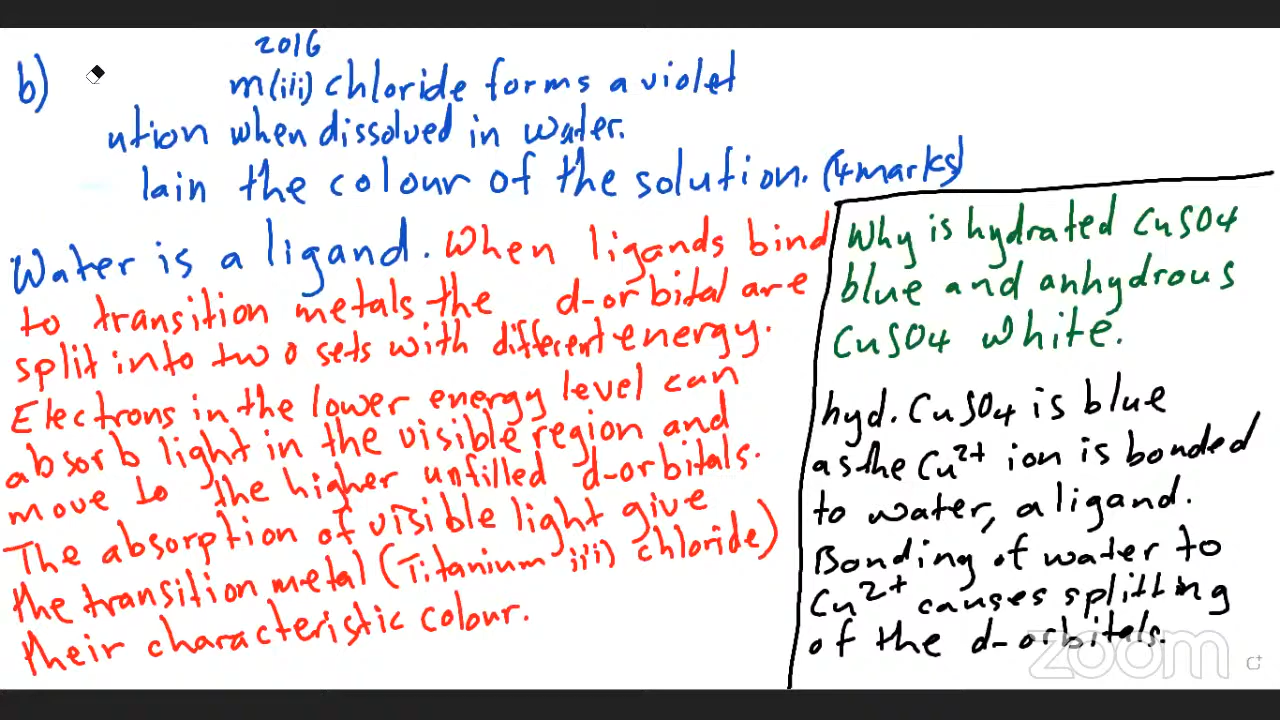 2016
b) m(iii) chloride forms a violet
ution when dissolved in water.
lain the colour of the solution. (4 marks)
Water is a ligand. When ligands bind
to transition metals the d-orbital are
split into two o sets with different energy.
Electrons in the lower energy level can
absorb light in the visible region and
move to the higher unfilled d-orbitals.
The absorption of visible light give
the transition metal (Titanium iii) chloride)
their characteristic colour.
Why is hydrated CuSO4
blue and anhydrous
CuSO4 white.
hyd. CuSO4 is blue
as the Cu2+ ion is bonded
to water, a ligand.
Bonding of water to
Cu2+ causes splitting
of the d-orbitals.
zoom